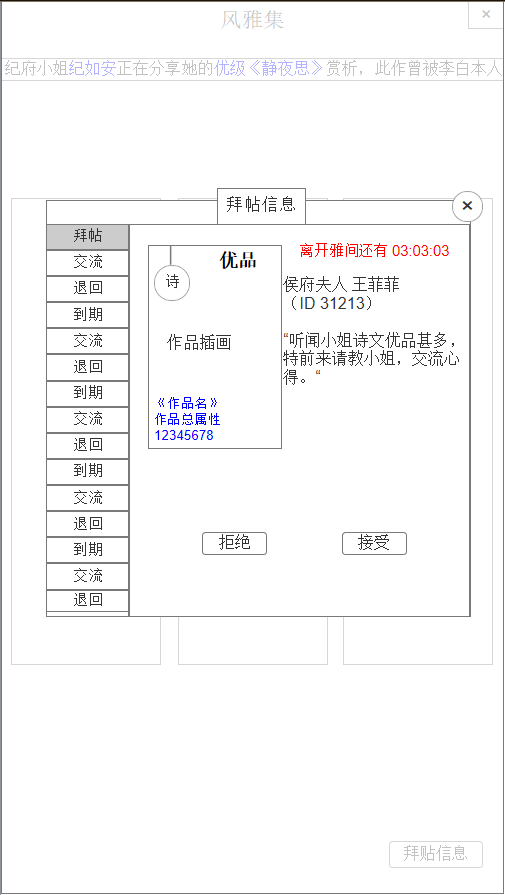 风雅集
×
纪府小姐纪如安正在分享她的优级《静夜思》赏析，此作曾被李白本人
拜帖信息
×
拜帖
交流
退回
到期
交流
退回
到期
交流
退回
到期
交流
退回
到期
交流
退回
优品
诗
作品插画
《作品名》
作品总属性
12345678
离开雅间还有 03:03:03
侯府夫人 王菲菲
（ID 31213）
“听闻小姐诗文优品甚多，
特前来请教小姐，交流心
得。“
拒绝
接受
拜贴信息